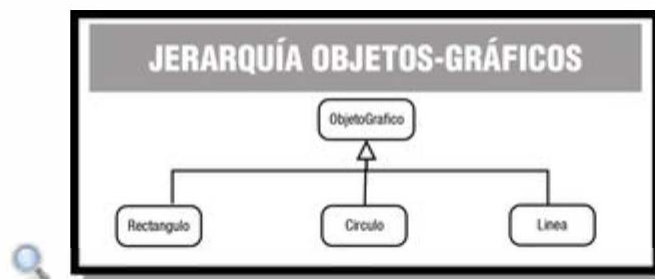 JERARQUÍA OBJETOS-GRÁFICOS
ObjetoGrafico
Rectangulo Circulo Linea